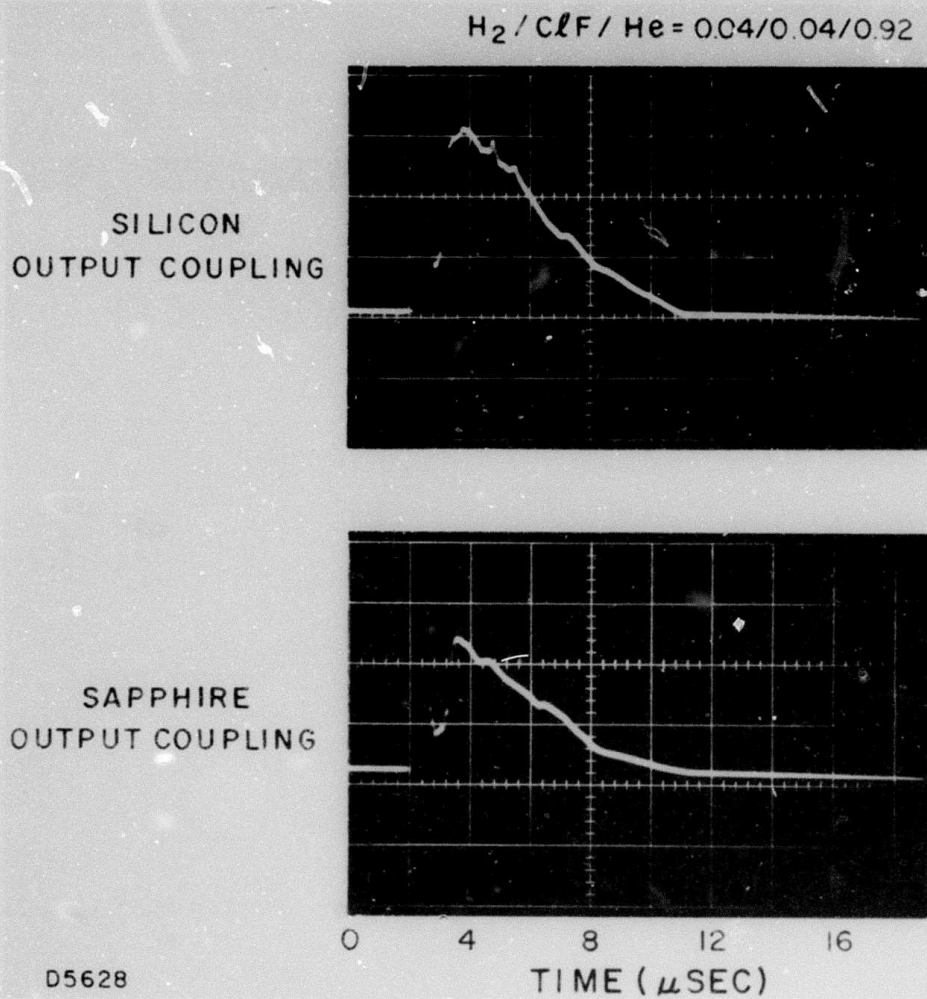 H₂ / CℓF / He = 0.04/0.04/0.92
SILICON
OUTPUT COUPLING
SAPPHIRE
OUTPUT COUPLING
0 4 8 12 16
TIME (μSEC)
D5628